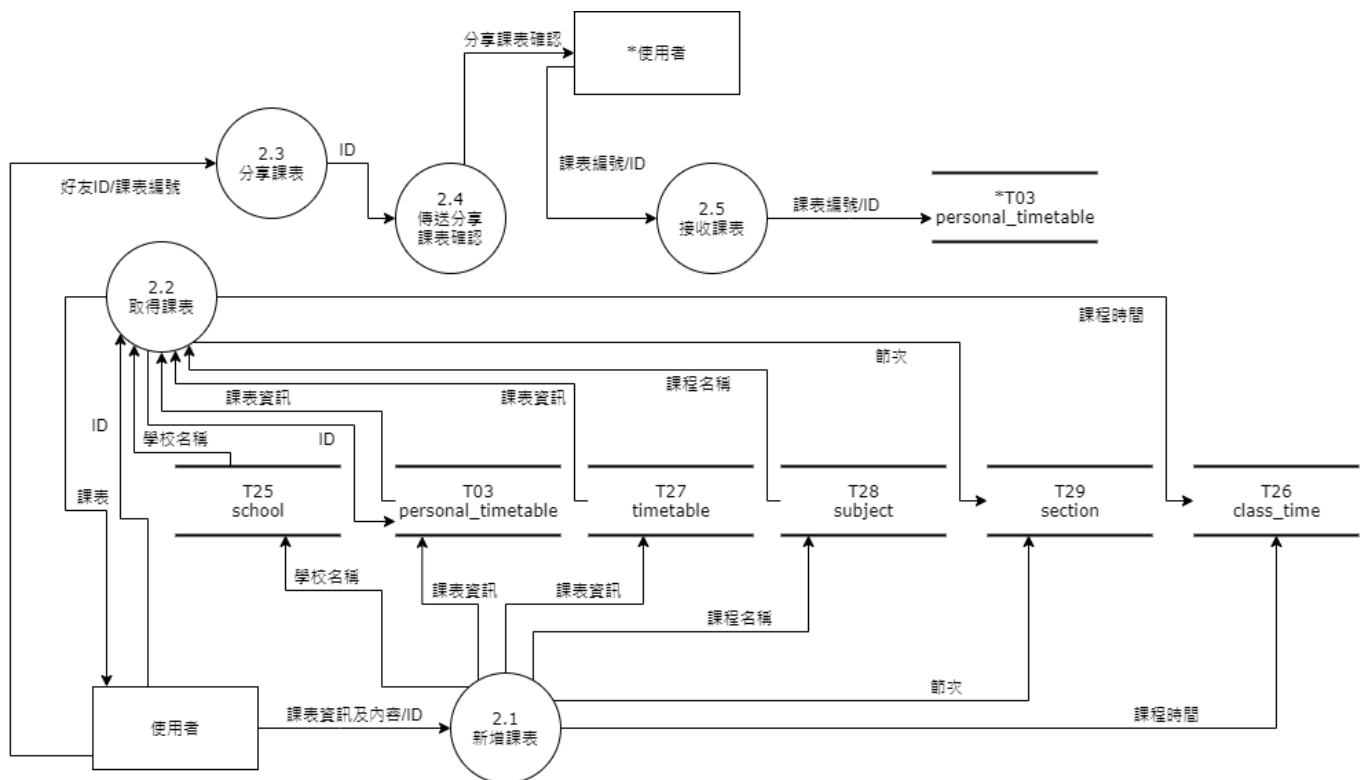 分享課表確認
*使用者
2.3
分享課表
ID
好友ID/課表編號
2.4
傳送分享
課表確認
課表編號/ID
2.5
接收課表
課表編號/ID
*T03
personal_timetable
2.2
取得課表
課程時間
節次
課程名稱
課表資訊
課表資訊
ID
ID
學校名稱
課表
T25
school
T03
personal_timetable
T27
timetable
T28
subject
T29
section
T26
class_time
學校名稱
課表資訊
課表資訊
課程名稱
節次
課程時間
使用者
課表資訊及內容/ID
2.1
新增課表